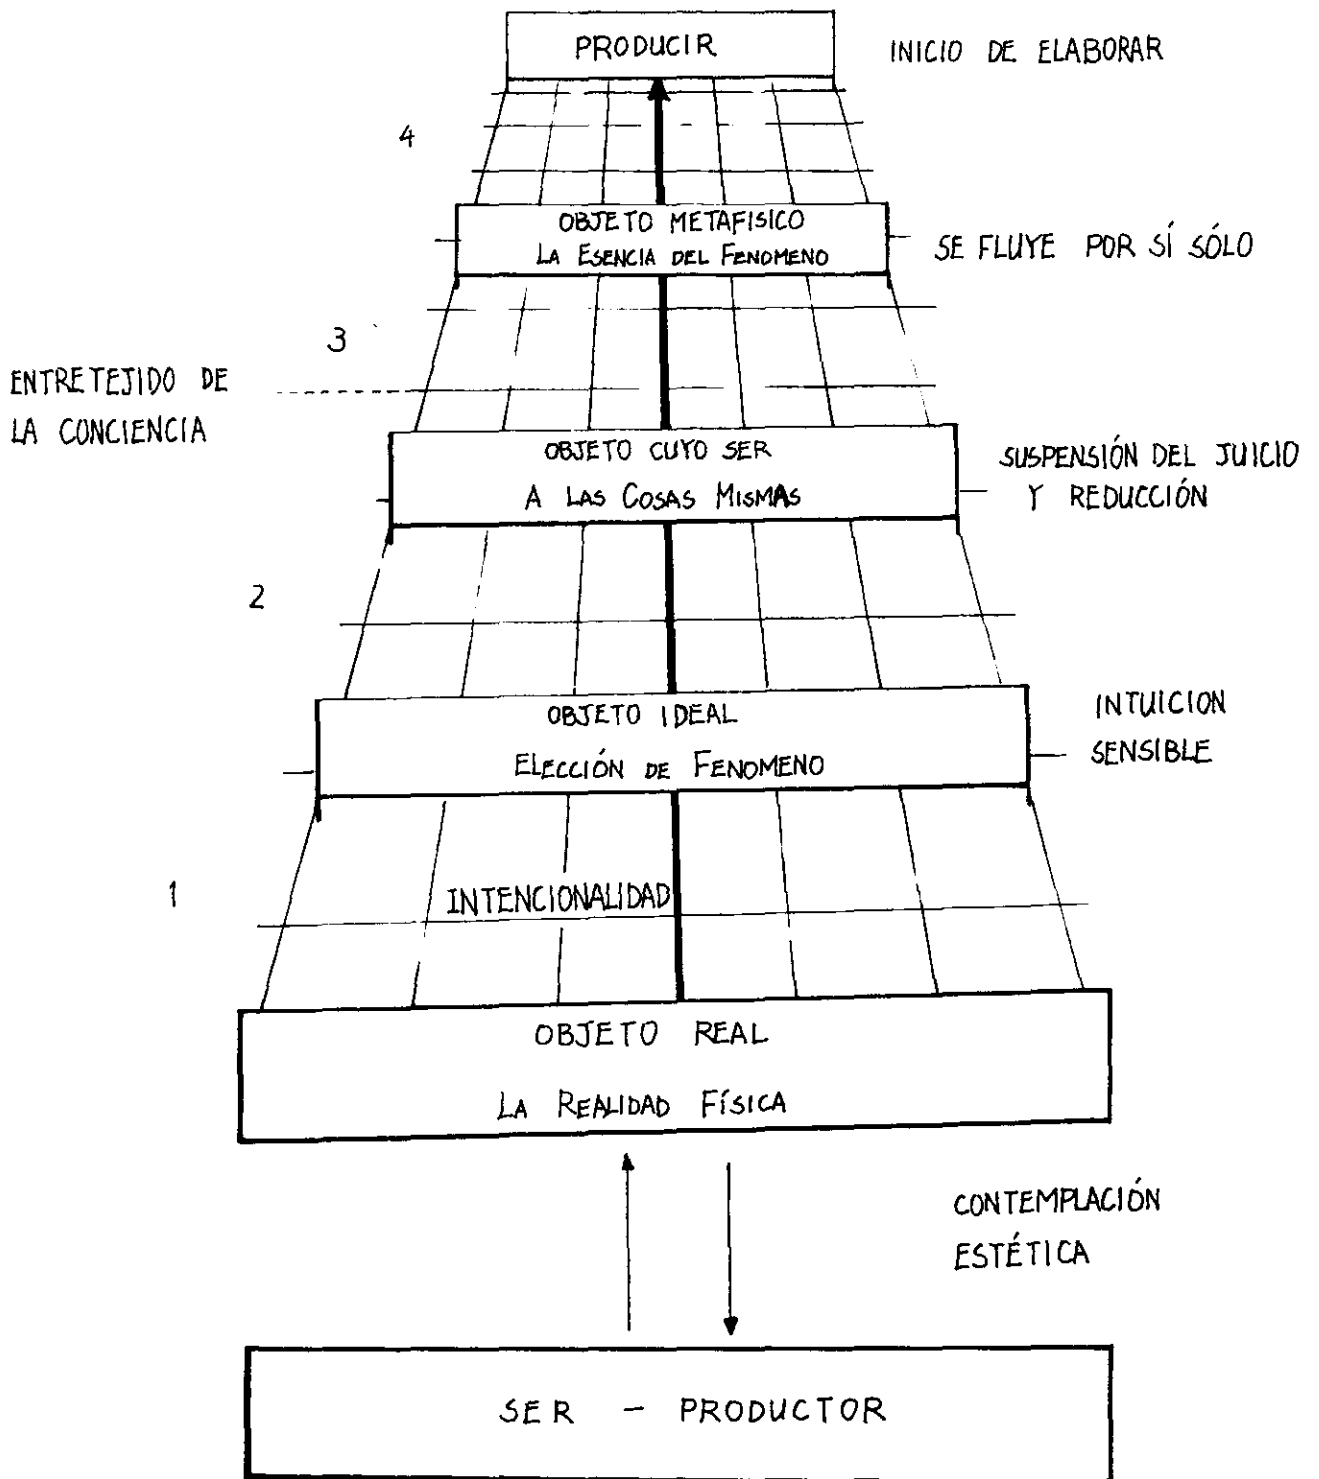 PRODUCIR
INICIO DE ELABORAR
4
OBJETO METAFISICO
LA ESENCIA DEL FENOMENO
SE FLUYE POR SÍ SÓLO
3
ENTRETEJIDO DE
LA CONCIENCIA
OBJETO CUYO SER
A LAS COSAS MISMAS
SUSPENSIÓN DEL JUICIO
Y REDUCCIÓN
2
OBJETO IDEAL
ELECCIÓN DE FENOMENO
INTUICION
SENSIBLE
1
INTENCIONALIDAD
OBJETO REAL
LA REALIDAD FÍSICA
CONTEMPLACIÓN
ESTÉTICA
SER - PRODUCTOR